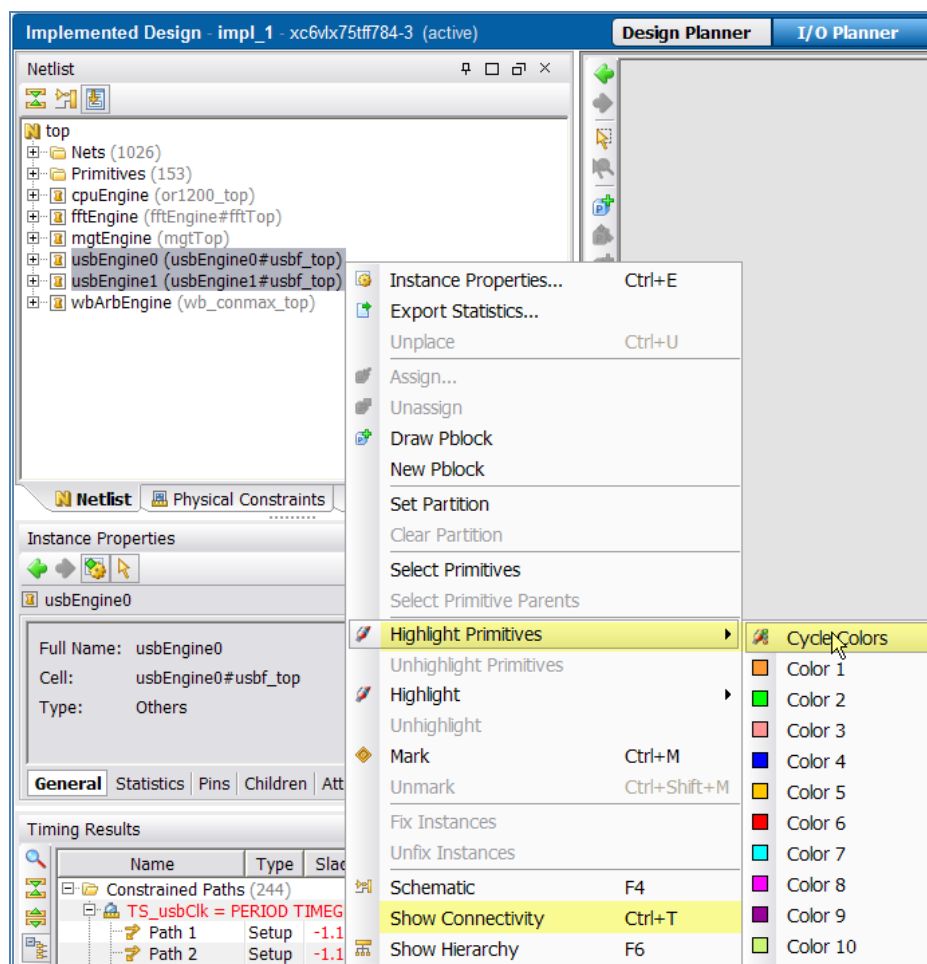 Implemented Design - impl_1 - xc6vlx75tff784-3 (active)
Design Planner
I/O Planner
Netlist
top
Nets (1026)
Primitives (153)
cpuEngine (or1200_top)
fftEngine (fftEngine#fftTop)
mgtEngine (mgtTop)
usbEngine0 (usbEngine0#usbf_top)
usbEngine1 (usbEngine1#usbf_top)
wbArbEngine (wb_conmax_top)
Netlist
Physical Constraints
Instance Properties
usbEngine0
Full Name: usbEngine0
Cell: usbEngine0#usbf_top
Type: Others
General Statistics Pins Children Att
Timing Results
Name Type Slac
Constrained Paths (244)
TS_usbClk = PERIOD TIMEG
Path 1 Setup -1.1
Path 2 Setup -1.1
Instance Properties... Ctrl+E
Export Statistics...
Unplace Ctrl+U
Assign...
Unassign
Draw Pblock
New Pblock
Set Partition
Clear Partition
Select Primitives
Select Primitive Parents
Highlight Primitives
Unhighlight Primitives
Highlight
Unhighlight
Mark Ctrl+M
Unmark Ctrl+Shift+M
Fix Instances
Unfix Instances
Schematic F4
Show Connectivity Ctrl+T
Show Hierarchy F6
Cycle Colors
Color 1
Color 2
Color 3
Color 4
Color 5
Color 6
Color 7
Color 8
Color 9
Color 10